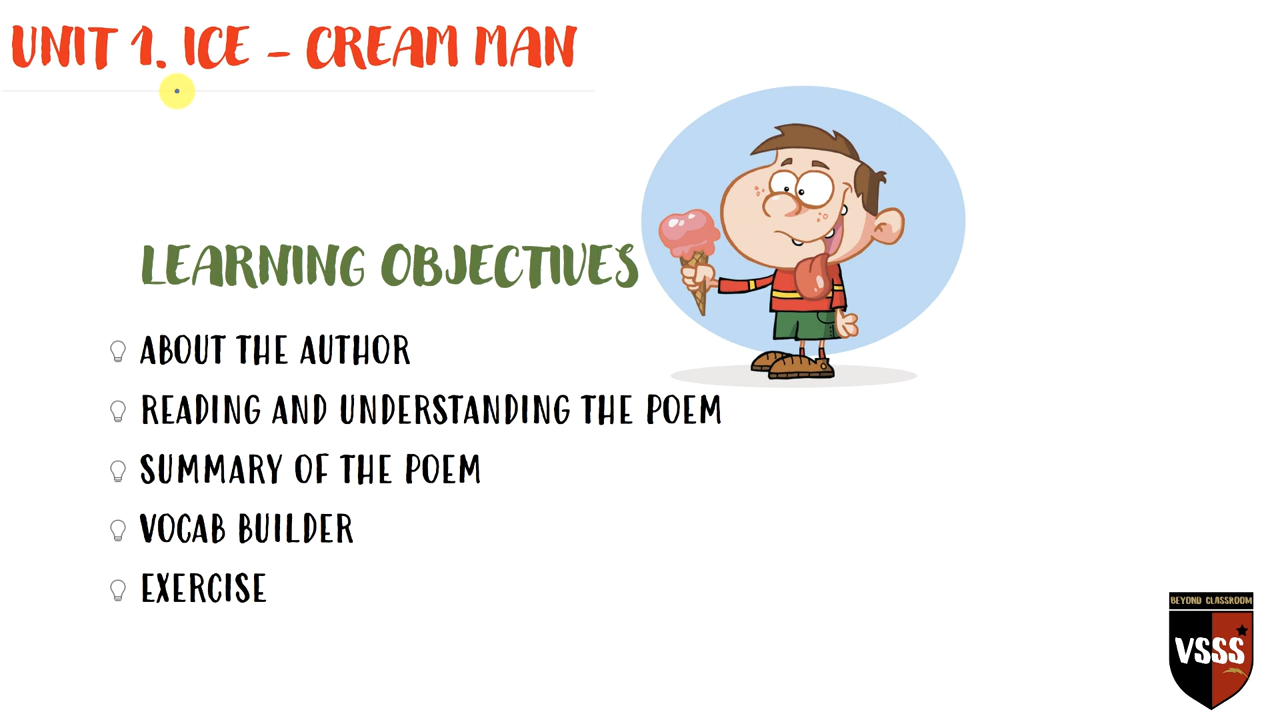 UNIT 1. ICE - CREAM MAN
LEARNING OBJECTIVES
ABOUT THE AUTHOR
READING AND UNDERSTANDING THE POEM
SUMMARY OF THE POEM
VOCAB BUILDER
EXERCISE
BEYOND CLASSROOM
VSSS